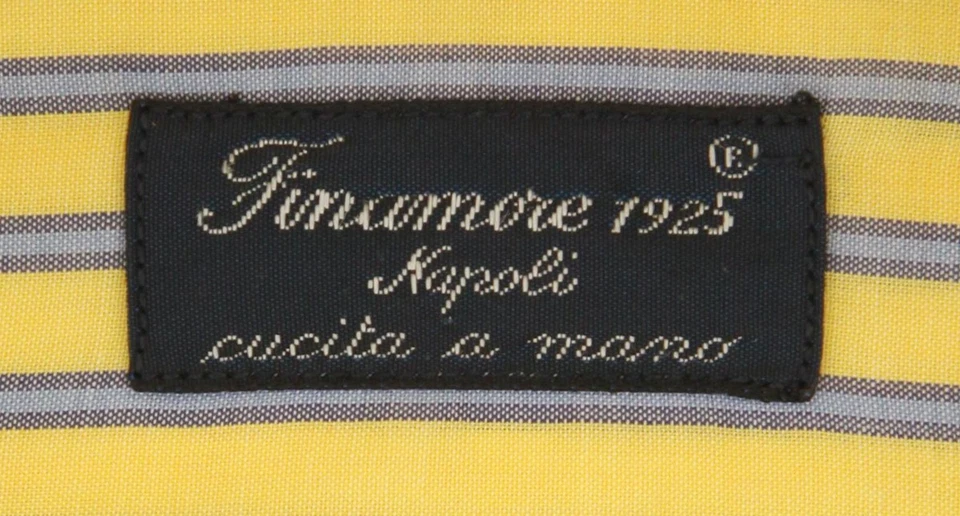 Finamore 1925 ®
Napoli
cucita a mano